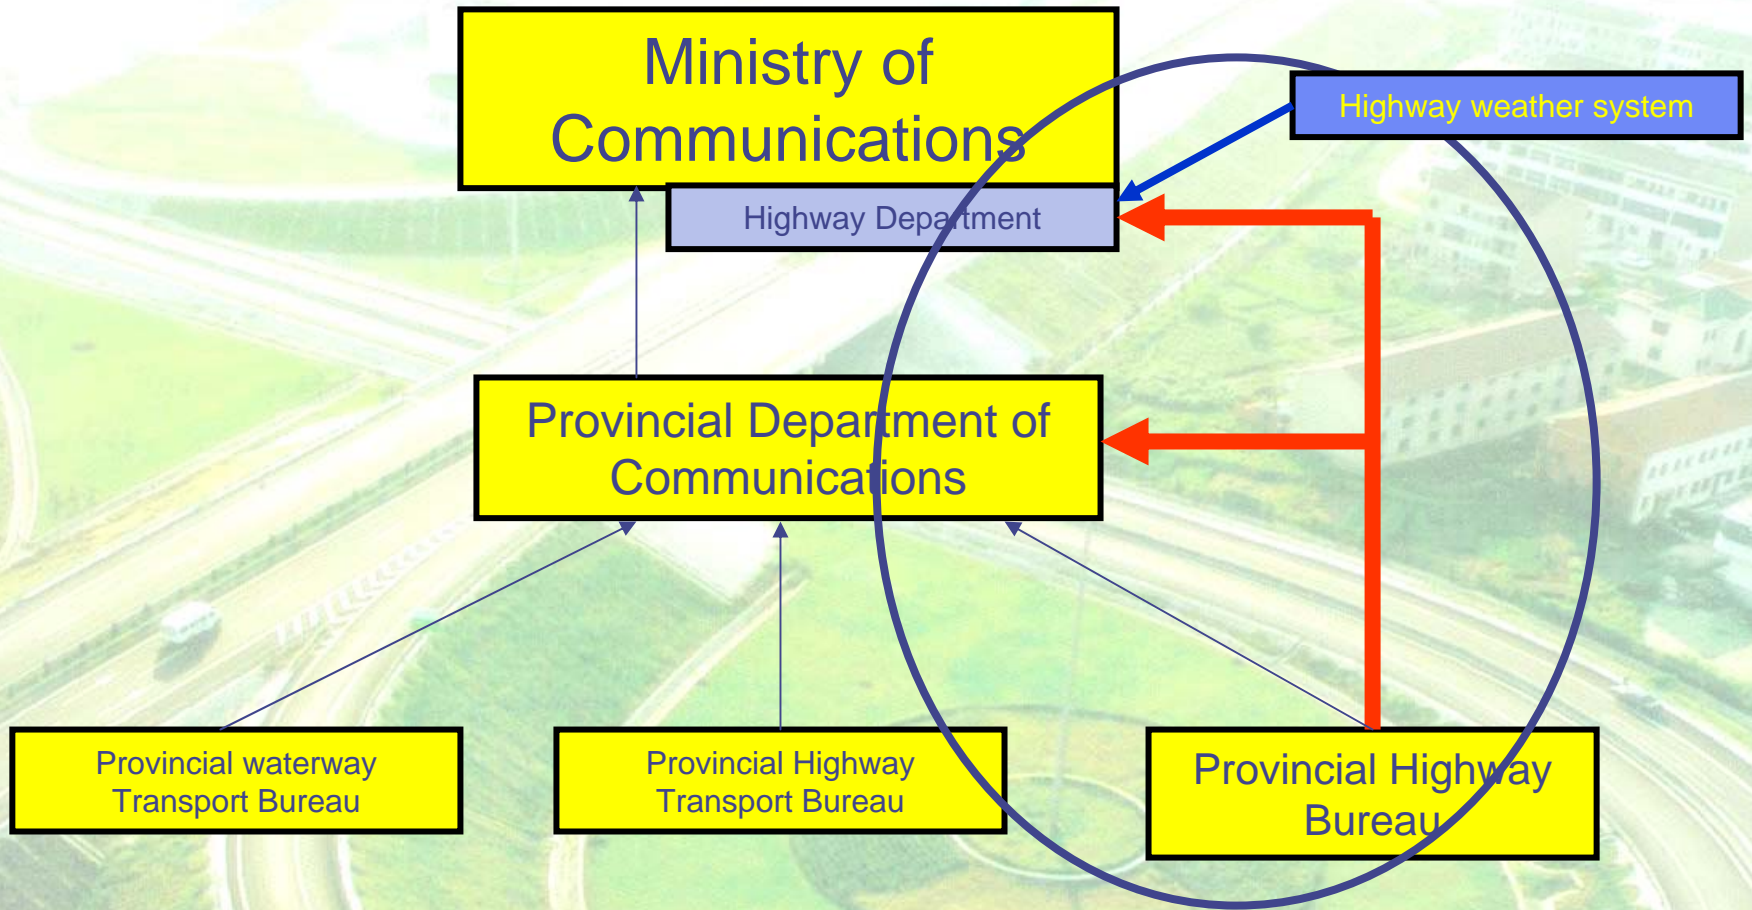 Ministry of
Communications
Highway weather system
Highway Department
Provincial Department of
Communications
Provincial waterway
Transport Bureau
Provincial Highway
Transport Bureau
Provincial Highway
Bureau